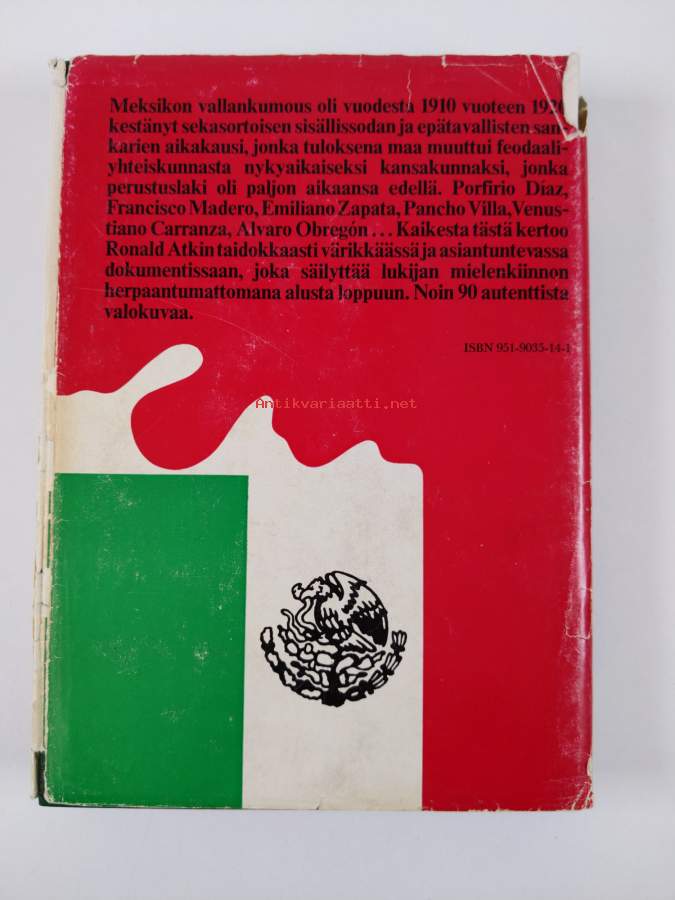 Meksikon vallankumous oli vuodesta 1910 vuoteen 1920
kestänyt sekasortoisen sisällissodan ja epätavallisten san-
karien aikakausi, jonka tuloksena maa muuttui feodaali-
yhteiskunnasta nykyaikaiseksi kansakunnaksi, jonka
perustuslaki oli paljon aikaansa edellä. Porfirio Díaz,
Francisco Madero, Emiliano Zapata, Pancho Villa, Venus-
tiano Carranza, Alvaro Obregón... Kaikesta tästä kertoo
Ronald Atkin taidokkaasti värikkäässä ja asiantuntevassa
dokumentissaan, joka säilyttää lukijan mielenkiinnon
herpaantumattomana alusta loppuun. Noin 90 autenttista
valokuvaa.
ISBN 951-9035-14-1
Antikvariaatti.net